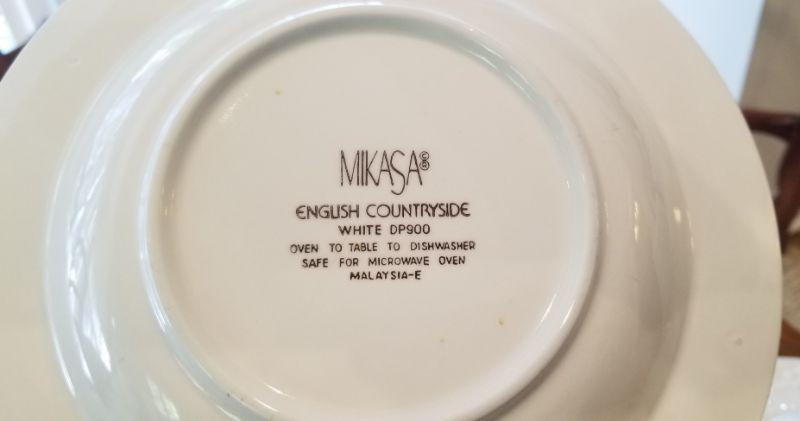 MIKASA©®
ENGLISH COUNTRYSIDE
WHITE DP900
OVEN TO TABLE TO DISHWASHER
SAFE FOR MICROWAVE OVEN
MALAYSIA-E